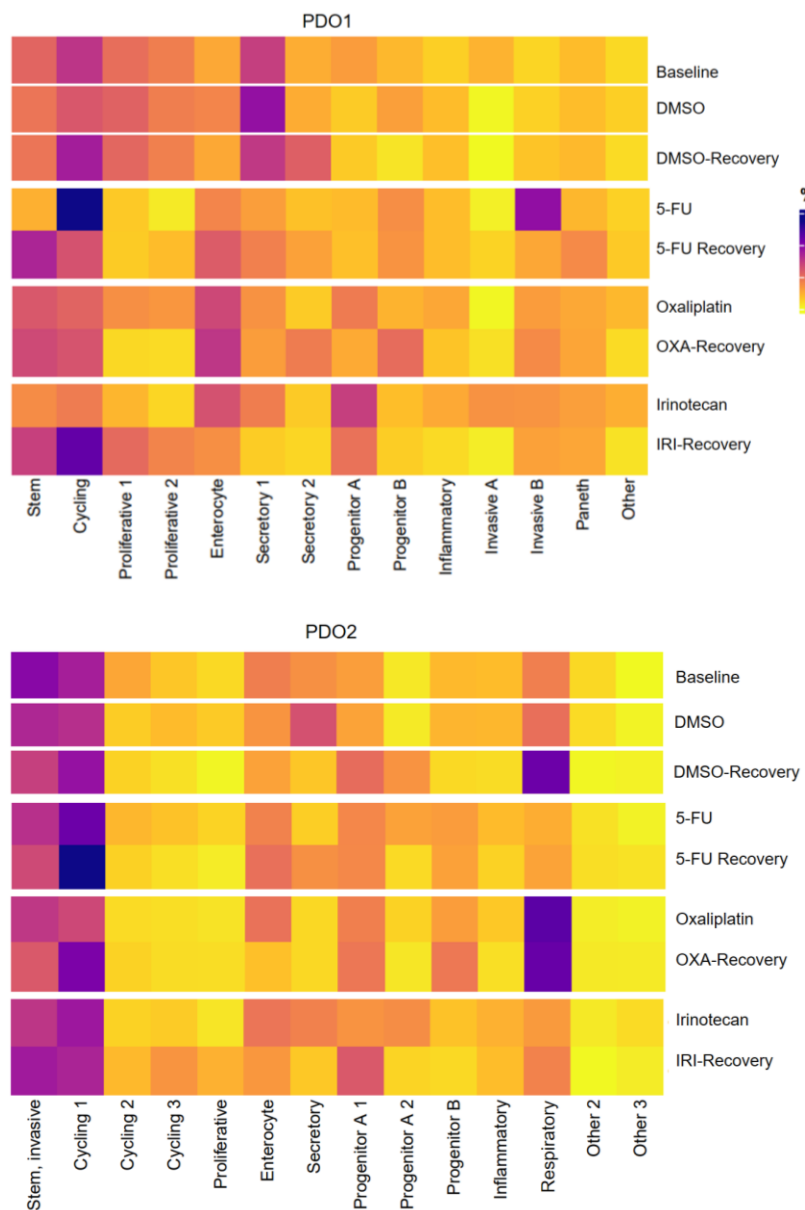 PDO1
Baseline
DMSO
DMSO-Recovery
5-FU
5-FU Recovery
Oxaliplatin
OXA-Recovery
Irinotecan
IRI-Recovery
Stem
Cycling
Proliferative 1
Proliferative 2
Enterocyte
Secretory 1
Secretory 2
Progenitor A
Progenitor B
Inflammatory
Invasive A
Invasive B
Paneth
Other
PDO2
Baseline
DMSO
DMSO-Recovery
5-FU
5-FU Recovery
Oxaliplatin
OXA-Recovery
Irinotecan
IRI-Recovery
Stem, invasive
Cycling 1
Cycling 2
Cycling 3
Proliferative
Enterocyte
Secretory
Progenitor A 1
Progenitor A 2
Progenitor B
Inflammatory
Respiratory
Other 2
Other 3